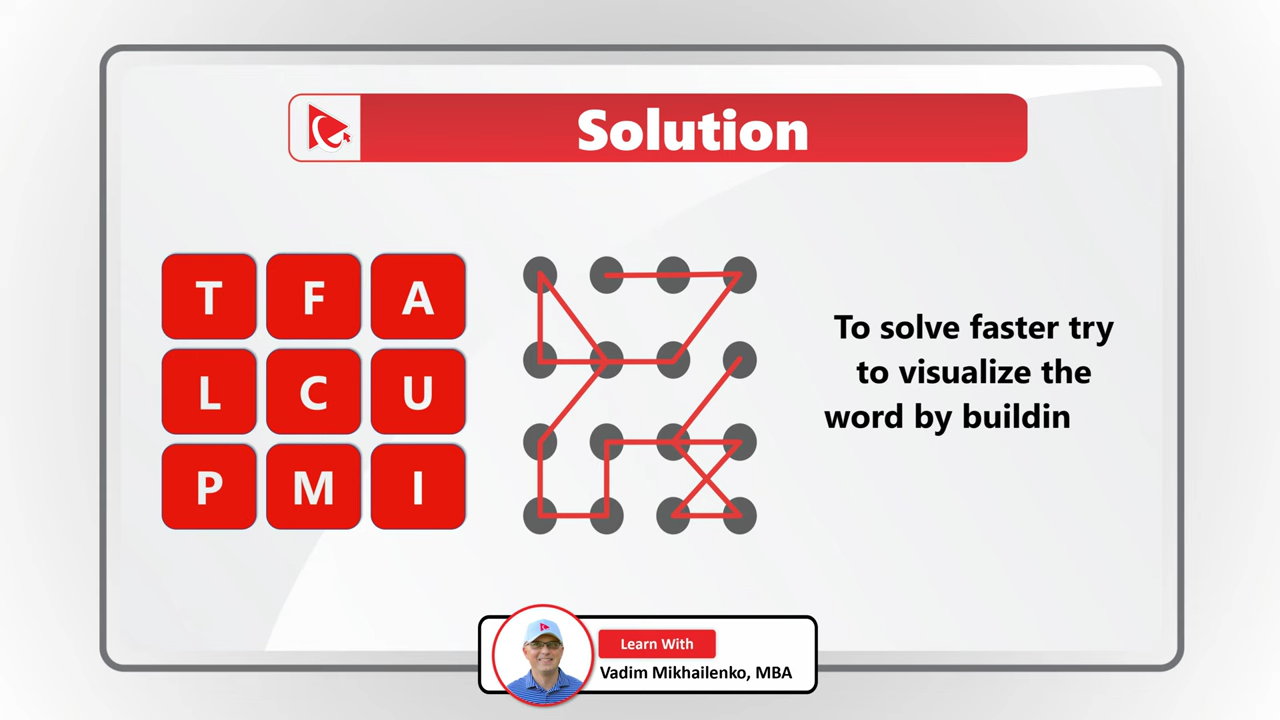 Solution
T F A
L C U
P M I
To solve faster try
to visualize the
word by buildin
Learn With
Vadim Mikhailenko, MBA